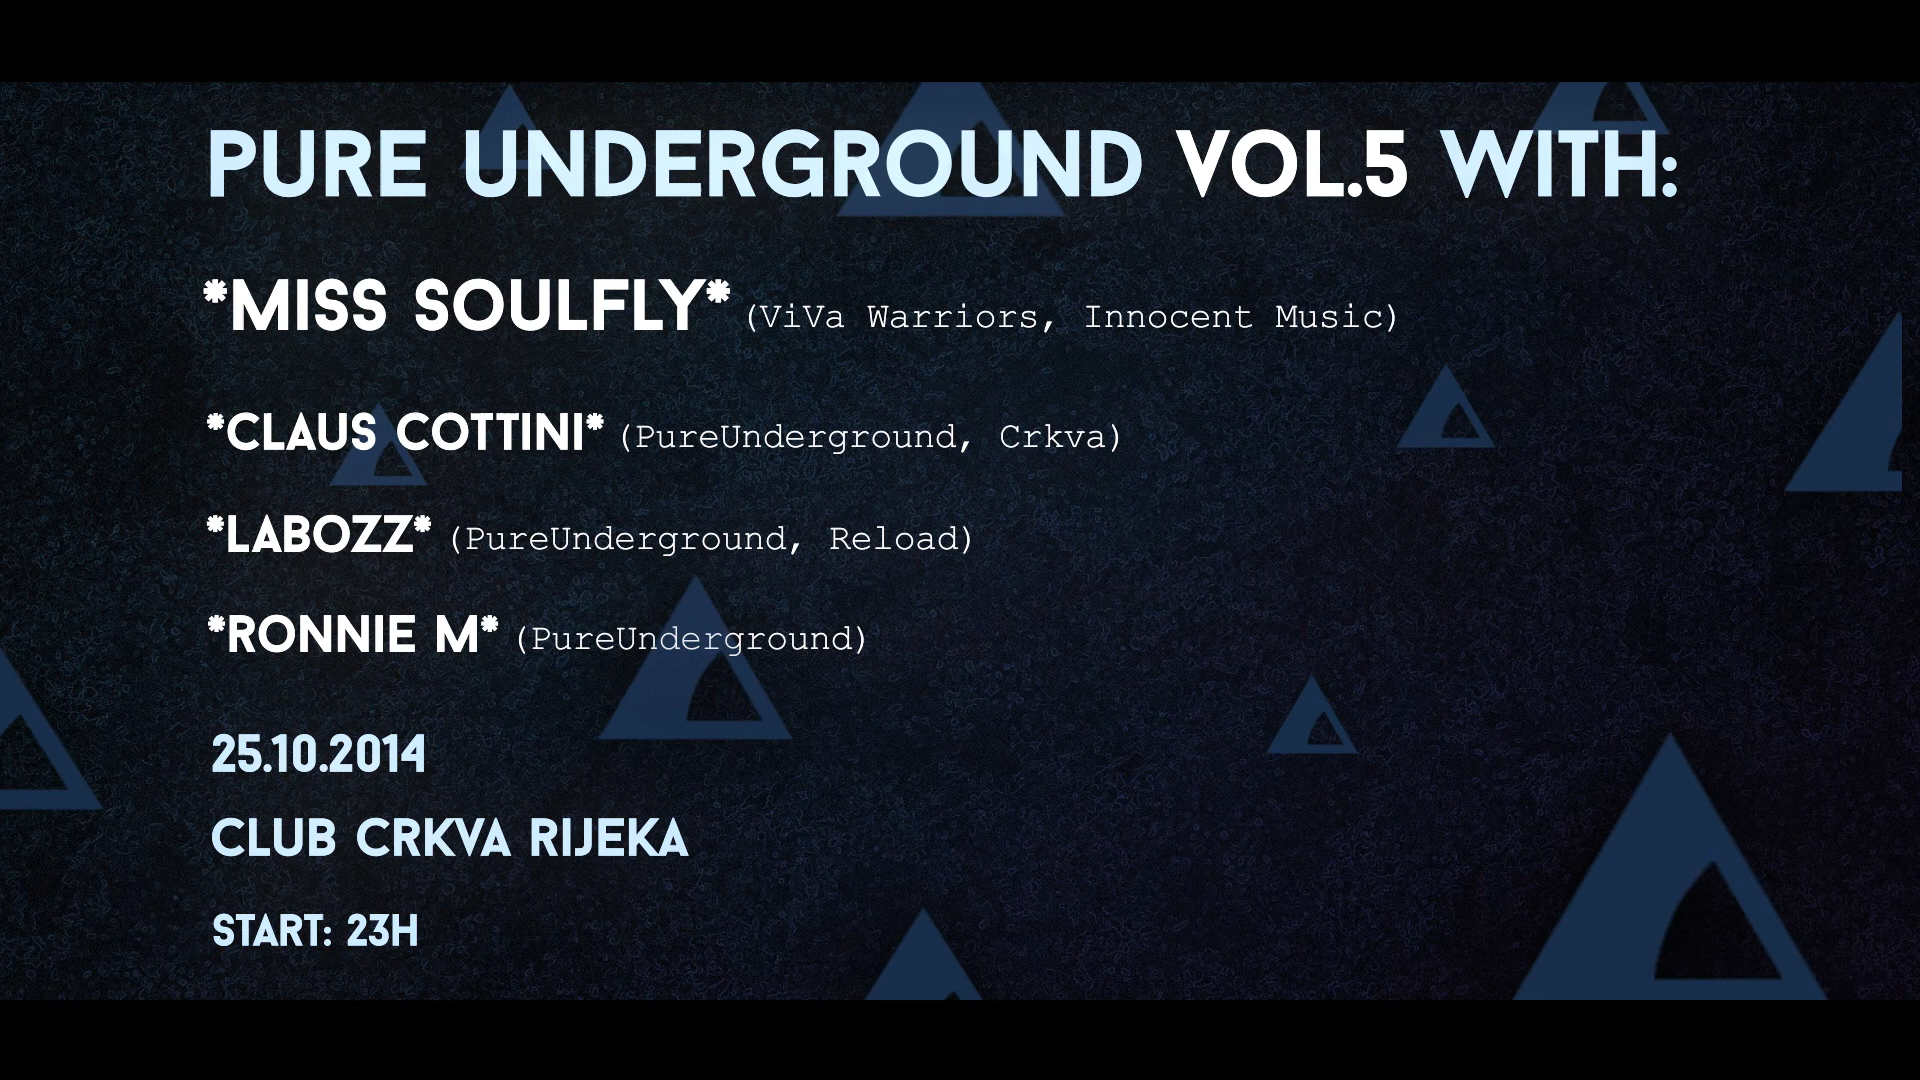 PURE UNDERGROUND VOL.5 WITH:
*MISS SOULFLY* (ViVa Warriors, Innocent Music)
*CLAUS COTTINI* (PureUnderground, Crkva)
*LABOZZ* (PureUnderground, Reload)
*RONNIE M* (PureUnderground)
25.10.2014
CLUB CRKVA RIJEKA
START: 23H